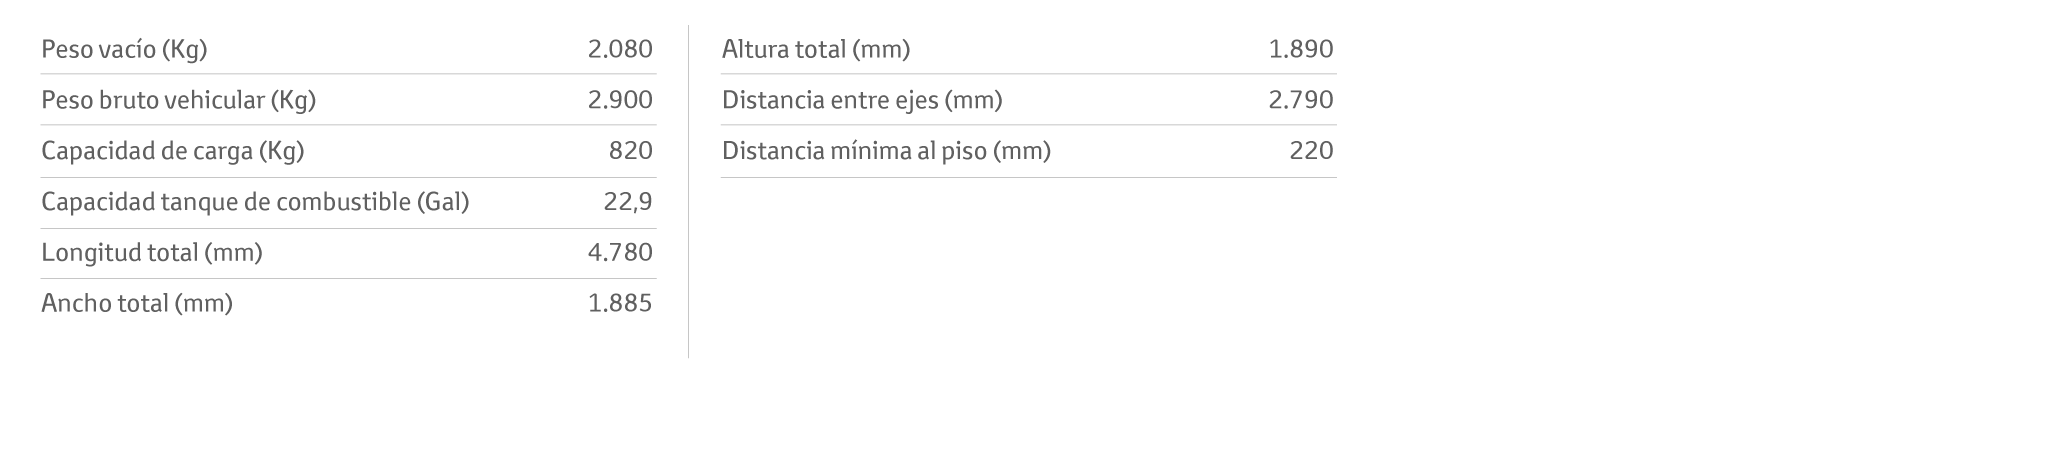 Peso vacío (Kg) 2.080
Peso bruto vehicular (Kg) 2.900
Capacidad de carga (Kg) 820
Capacidad tanque de combustible (Gal) 22,9
Longitud total (mm) 4.780
Ancho total (mm) 1.885
Altura total (mm) 1.890
Distancia entre ejes (mm) 2.790
Distancia mínima al piso (mm) 220